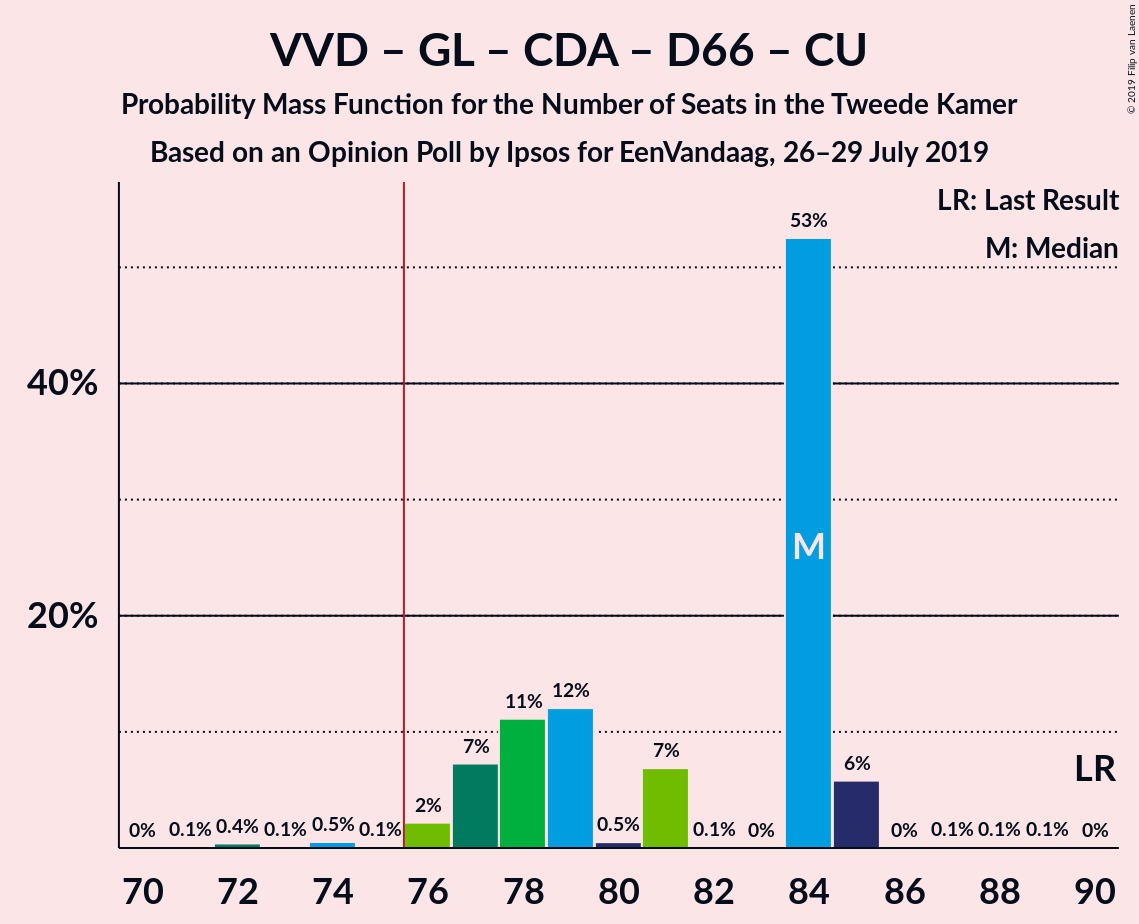 VVD – GL – CDA – D66 – CU
Probability Mass Function for the Number of Seats in the Tweede Kamer
Based on an Opinion Poll by Ipsos for EenVandaag, 26–29 July 2019
© 2019 Filip van Laenen
LR: Last Result
M: Median
40%
20%
0% 0.1% 0.4% 0.1% 0.5% 0.1% 2% 7% 11% 12% 0.5% 7% 0.1% 0% 53% 6% 0% 0.1% 0.1% 0.1% 0%
M
LR
70 72 74 76 78 80 82 84 86 88 90